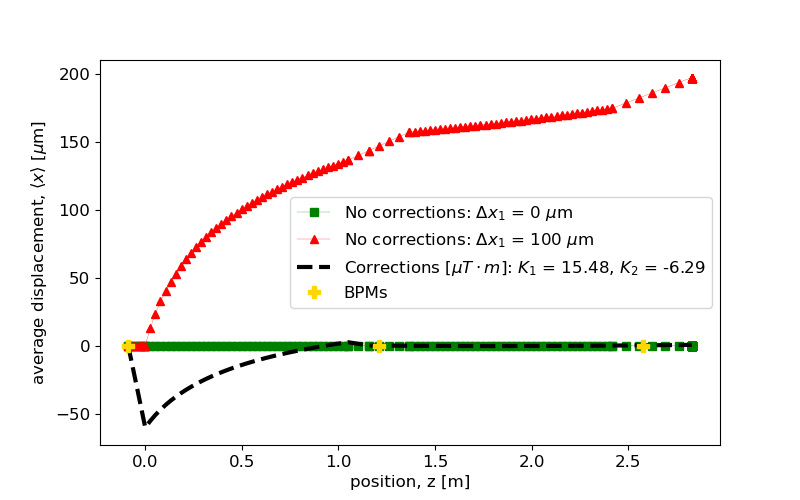 200
150
100
50
0
−50
0.0 0.5 1.0 1.5 2.0 2.5
average displacement, ⟨x⟩ [μm]
position, z [m]
No corrections: Δx₁ = 0 μm
No corrections: Δx₁ = 100 μm
Corrections [μT · m]: K₁ = 15.48, K₂ = -6.29
BPMs